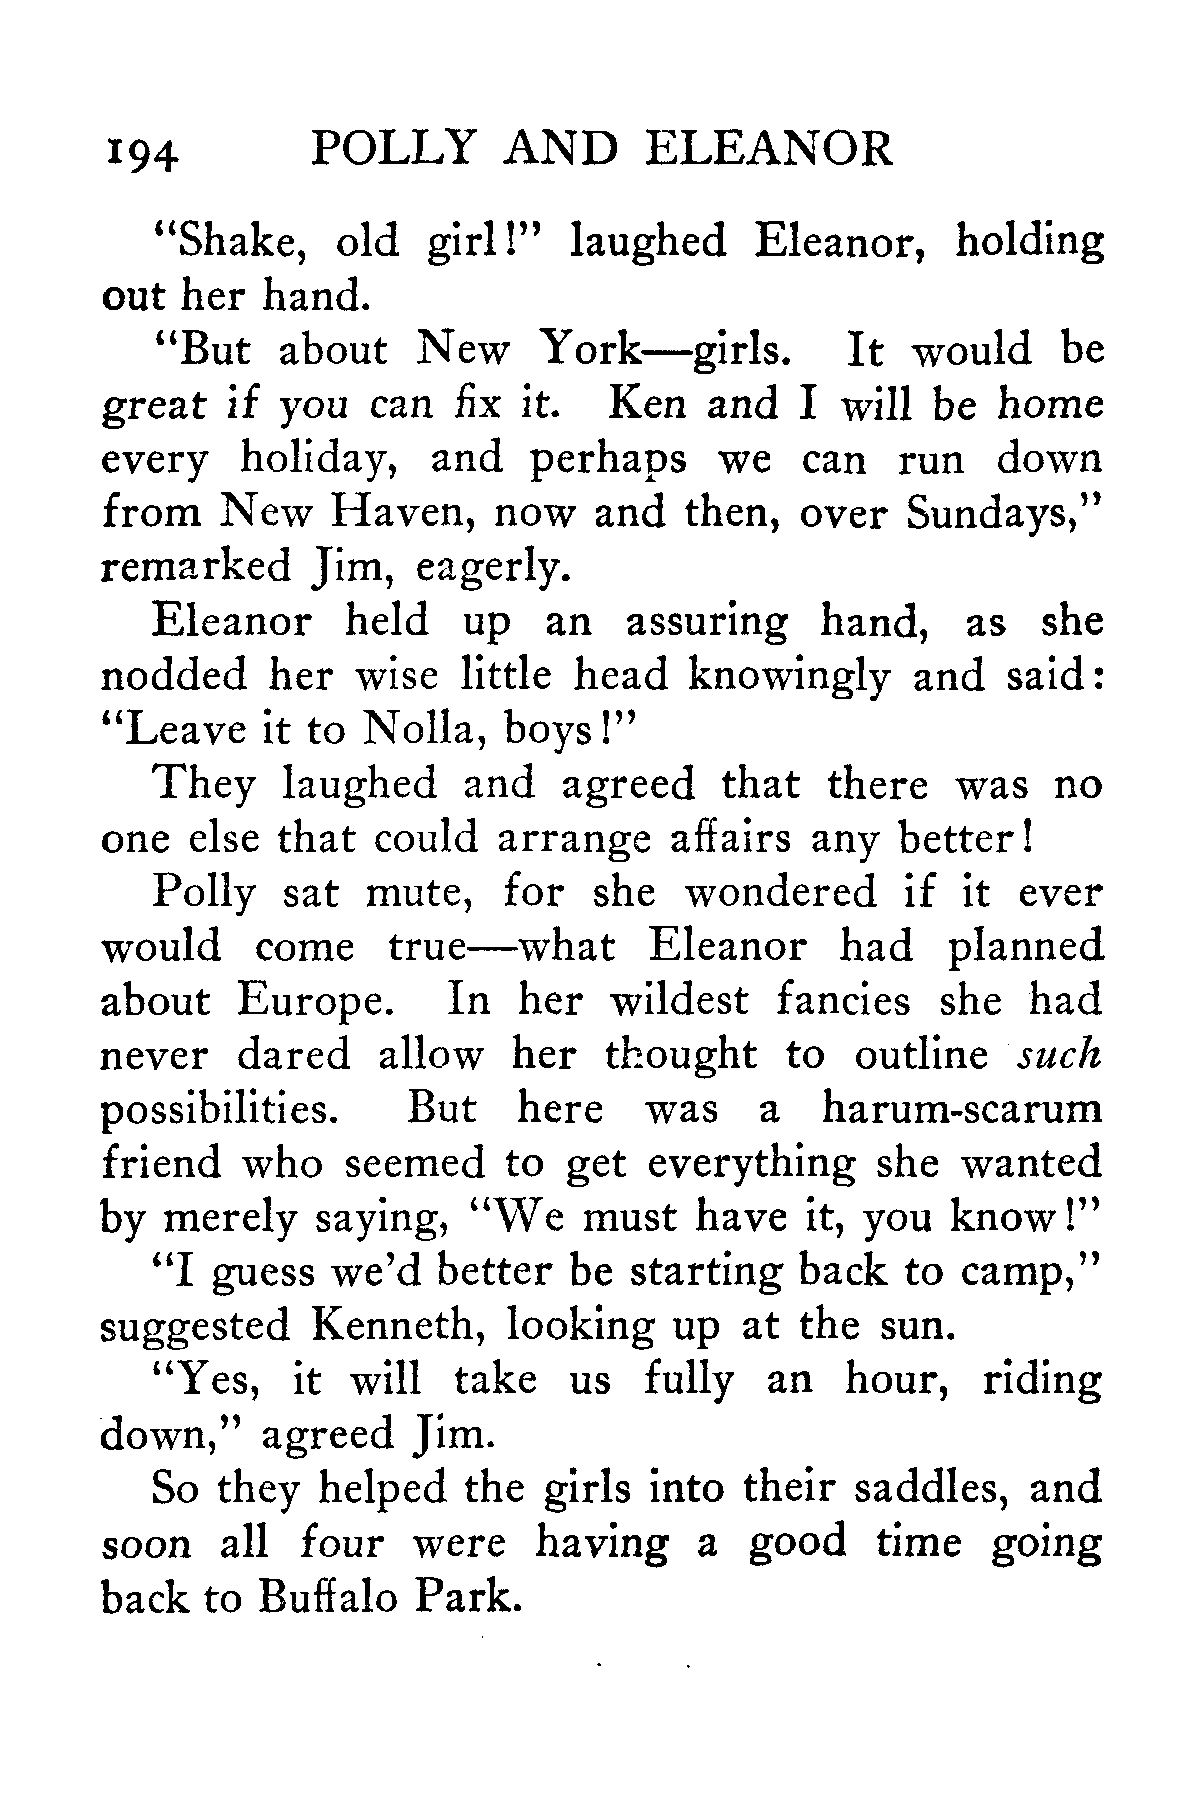 194 POLLY AND ELEANOR
“Shake, old girl!” laughed Eleanor, holding
out her hand.
“But about New York—girls. It would be
great if you can fix it. Ken and I will be home
every holiday, and perhaps we can run down
from New Haven, now and then, over Sundays,”
remarked Jim, eagerly.
Eleanor held up an assuring hand, as she
nodded her wise little head knowingly and said:
“Leave it to Nolla, boys!”
They laughed and agreed that there was no
one else that could arrange affairs any better!
Polly sat mute, for she wondered if it ever
would come true—what Eleanor had planned
about Europe. In her wildest fancies she had
never dared allow her thought to outline such
possibilities. But here was a harum-scarum
friend who seemed to get everything she wanted
by merely saying, “We must have it, you know!”
“I guess we’d better be starting back to camp,”
suggested Kenneth, looking up at the sun.
“Yes, it will take us fully an hour, riding
down,” agreed Jim.
So they helped the girls into their saddles, and
soon all four were having a good time going
back to Buffalo Park.